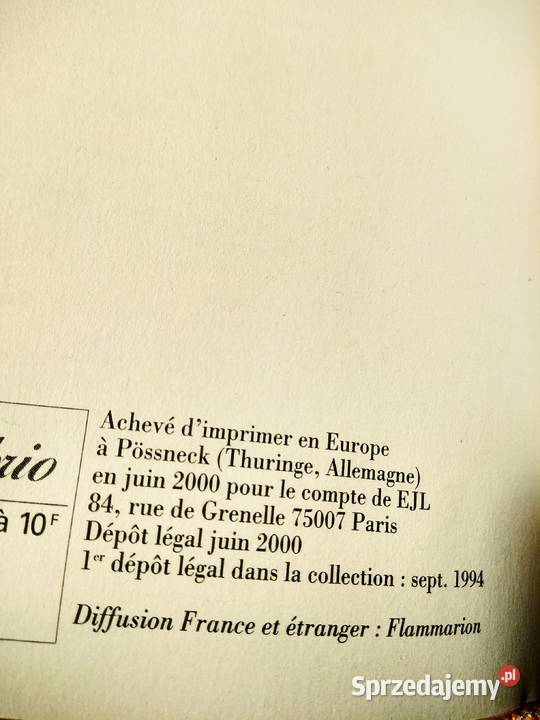 Achevé d'imprimer en Europe
à Pössneck (Thuringe, Allemagne)
en juin 2000 pour le compte de EJL
84, rue de Grenelle 75007 Paris
Dépôt légal juin 2000
1er dépôt légal dans la collection : sept. 1994
Diffusion France et étranger : Flammarion
rio
à 10F
Sprzedajemy.pl